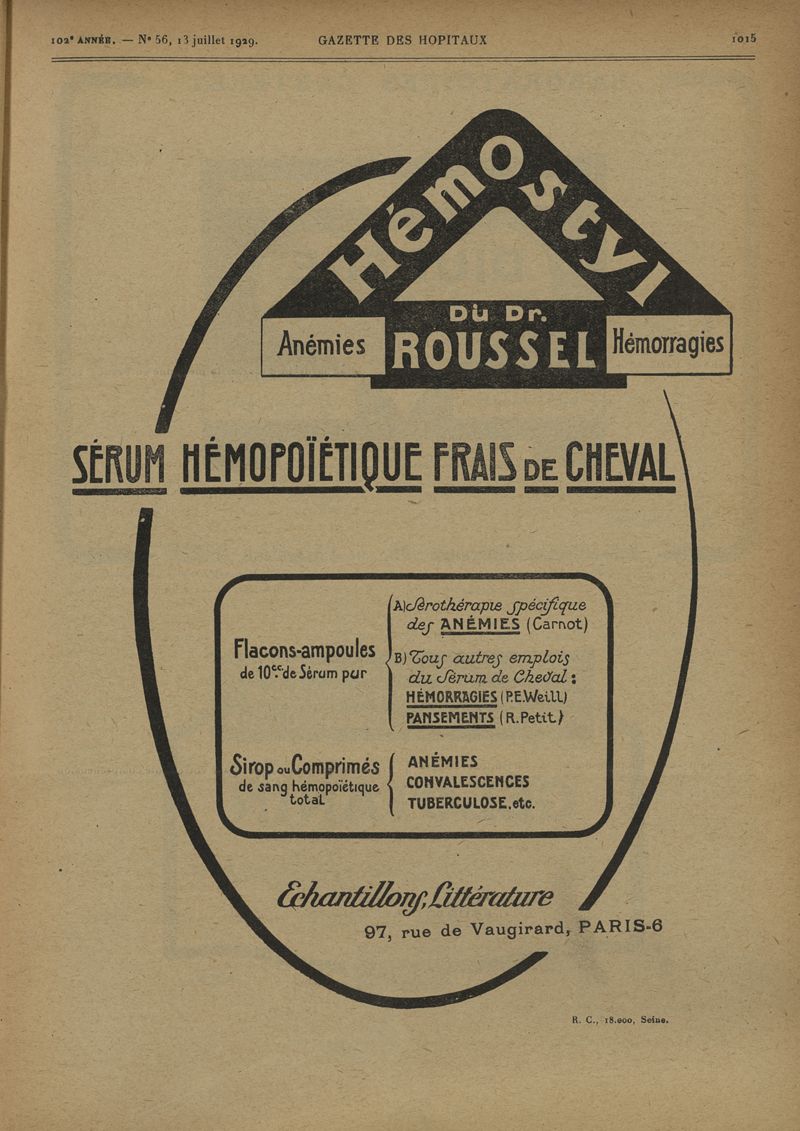 102e ANNÉE. — No 56, 13 juillet 1929. GAZETTE DES HOPITAUX 1015
Hémostyl
Du Dr.
Anémies ROUSSEL Hémorragies
SÉRUM HÉMOPOÏÉTIQUE FRAIS DE CHEVAL
Flacons-ampoules
de 10cc. de Sérum pur
A) Sérothérapie spécifique
des ANÉMIES (Carnot)
B) Tous autres emplois
du Sérum de Cheval :
HÉMORRAGIES (P.E.Weill)
PANSEMENTS (R.Petit)
Sirop ou Comprimés
de sang hémopoïétique
total
ANÉMIES
CONVALESCENCES
TUBERCULOSE, etc.
Echantillons, Littérature
97, rue de Vaugirard, PARIS-6
R. C., 18.000, Seine.